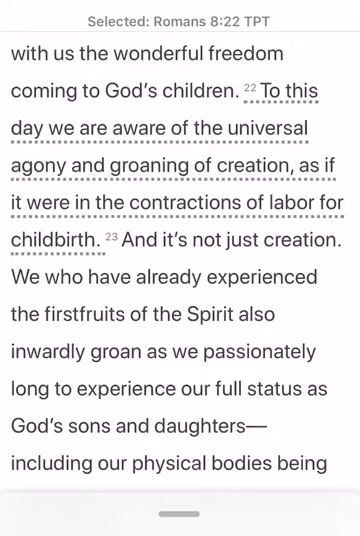 Selected: Romans 8:22 TPT
with us the wonderful freedom
coming to God's children. 22 To this
day we are aware of the universal
agony and groaning of creation, as if
it were in the contractions of labor for
childbirth. 23 And it's not just creation.
We who have already experienced
the firstfruits of the Spirit also
inwardly groan as we passionately
long to experience our full status as
God's sons and daughters—
including our physical bodies being